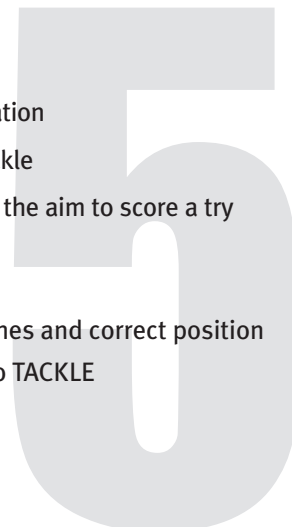 5
ation
kle
the aim to score a try
nes and correct position
o TACKLE